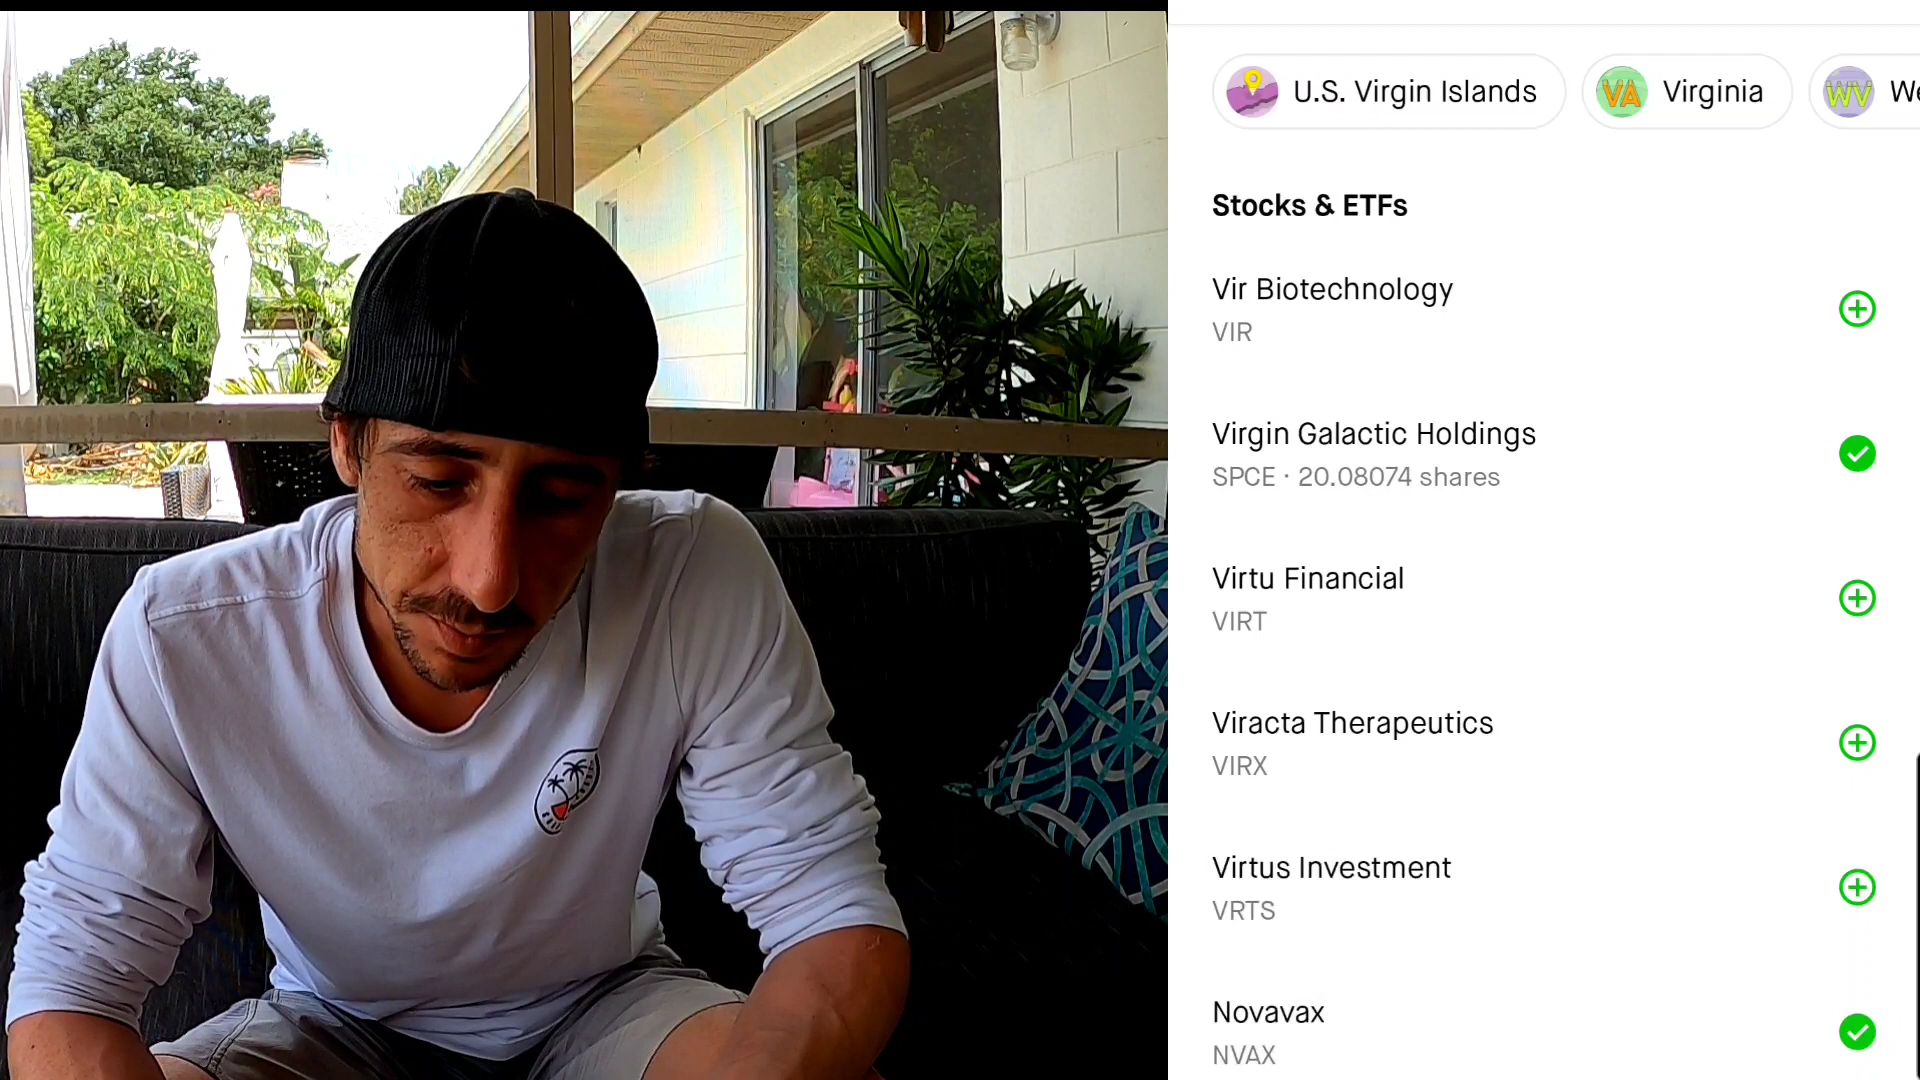 U.S. Virgin Islands
VA Virginia
WV We
Stocks & ETFs
Vir Biotechnology
VIR
Virgin Galactic Holdings
SPCE · 20.08074 shares
Virtu Financial
VIRT
Viracta Therapeutics
VIRX
Virtus Investment
VRTS
Novavax
NVAX